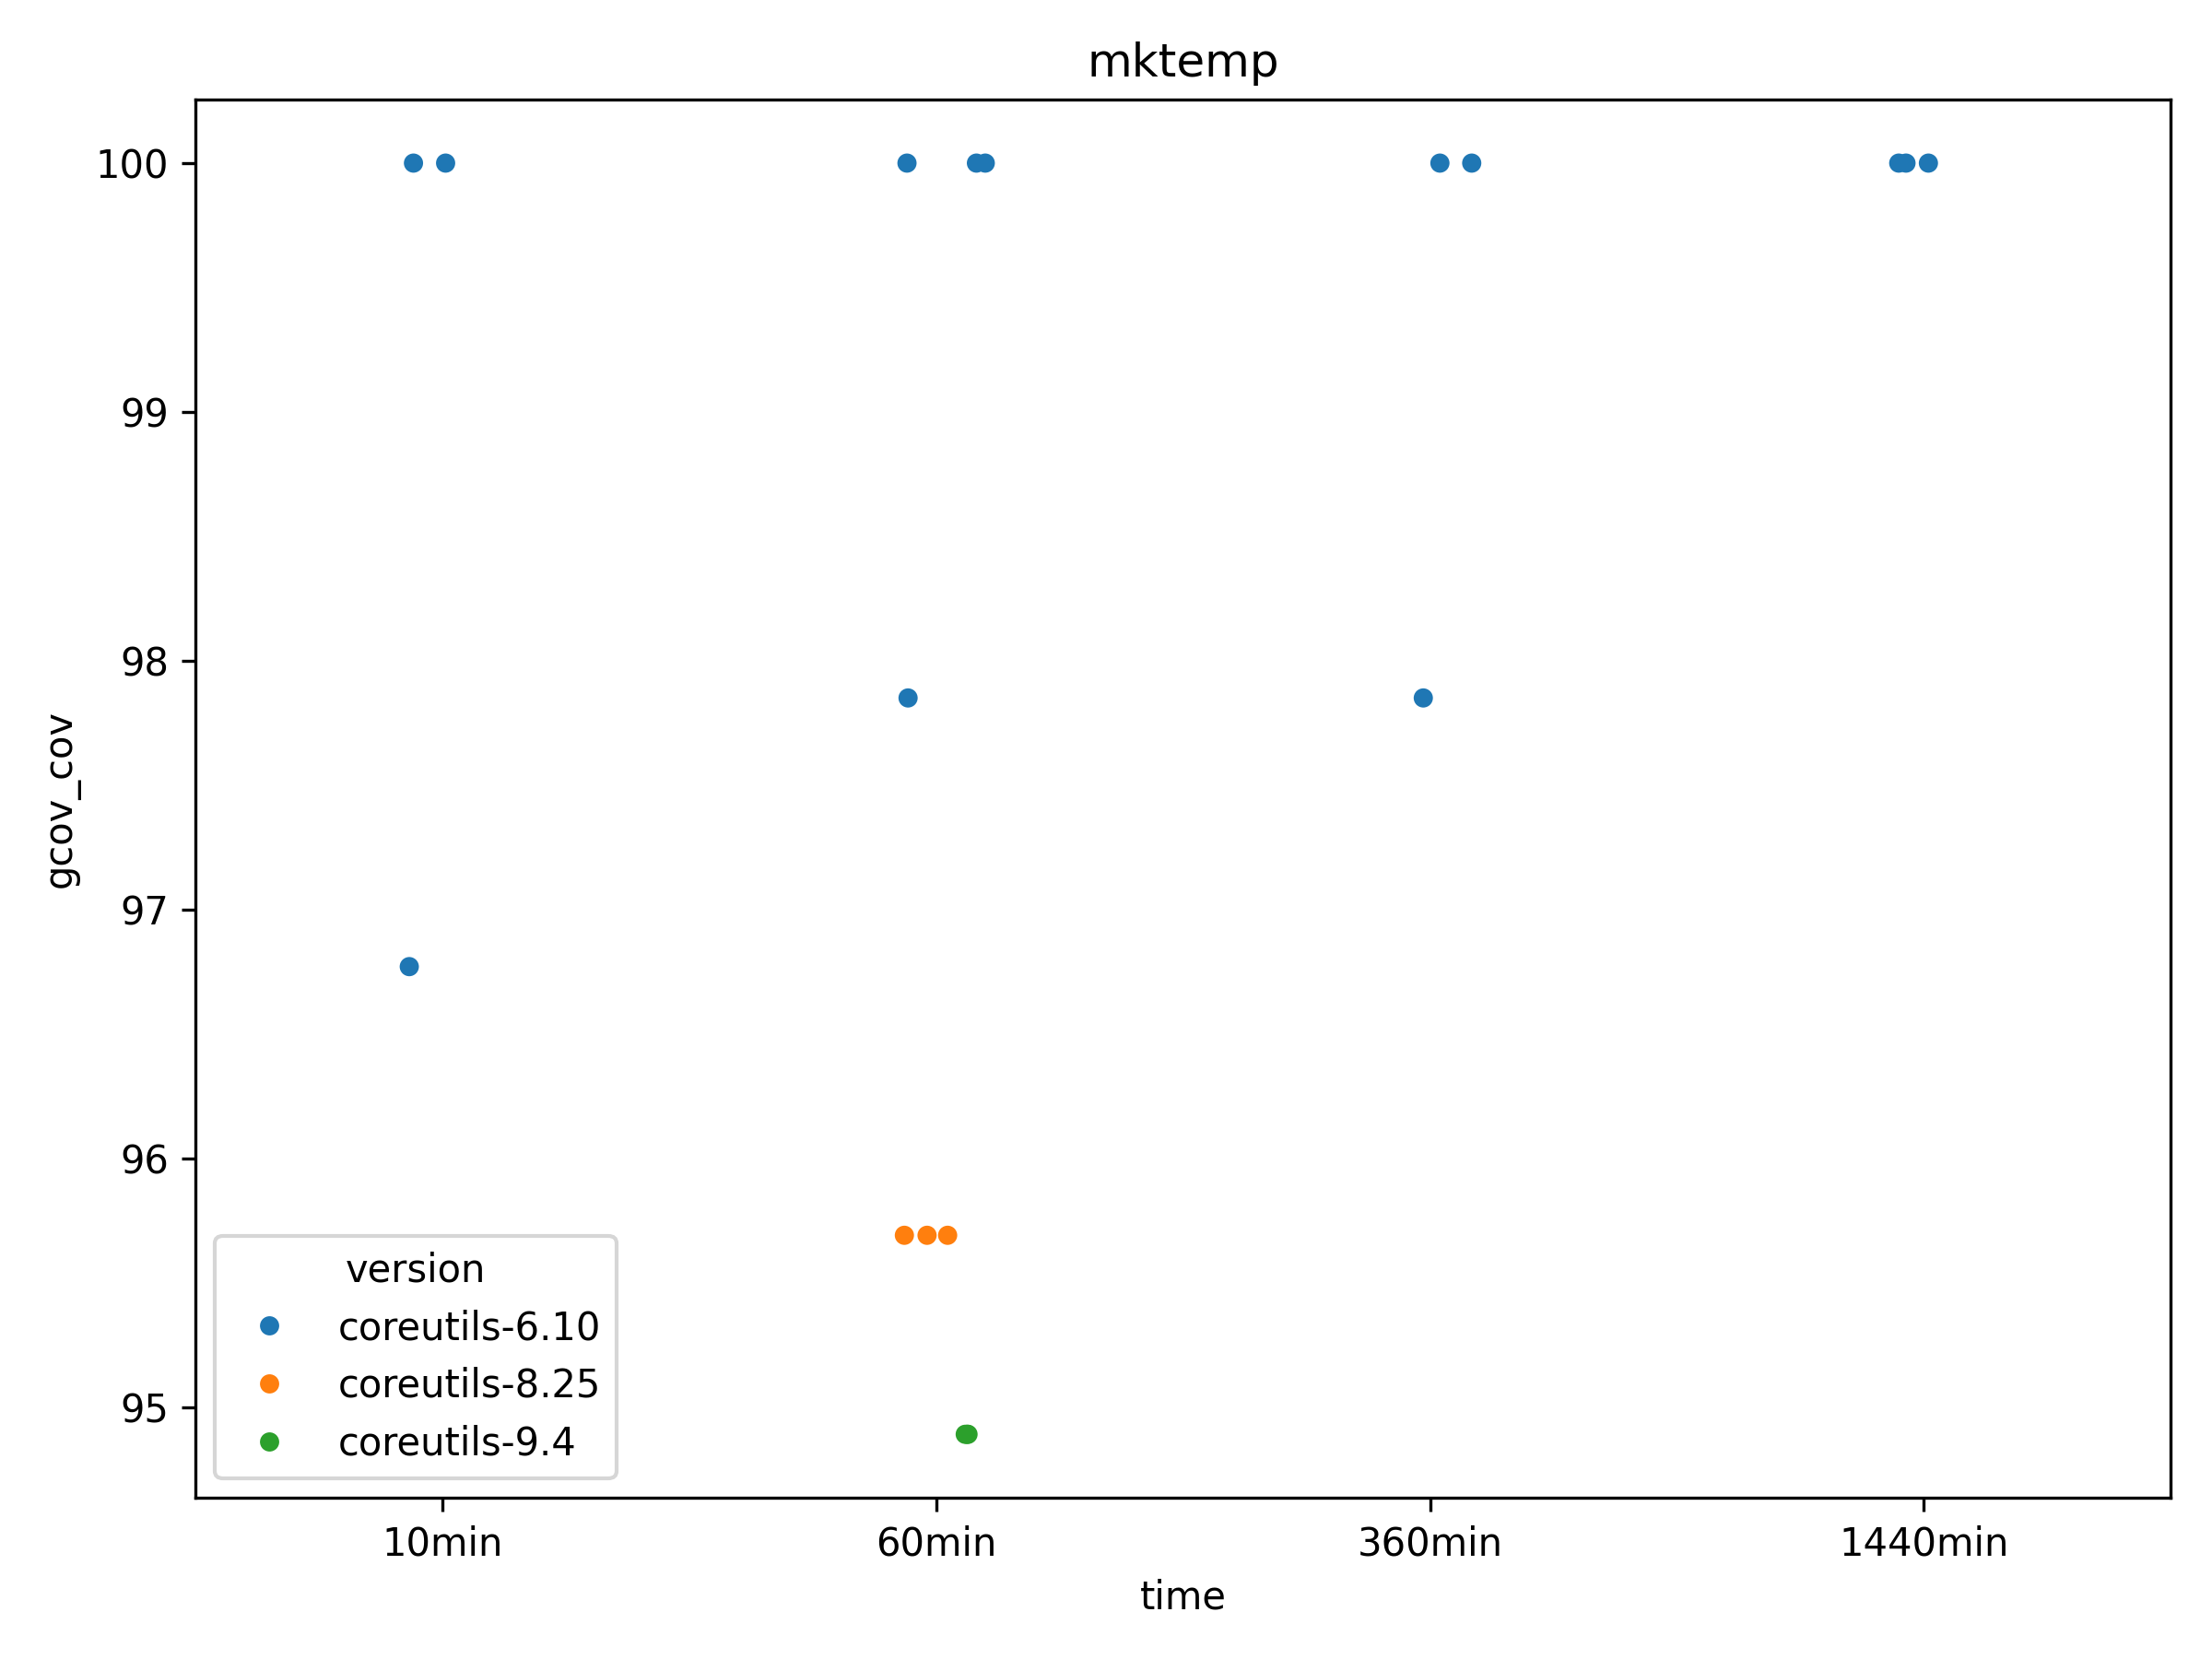 mktemp
gcov_cov
100
99
98
97
96
95
version
coreutils-6.10
coreutils-8.25
coreutils-9.4
10min
60min
360min
1440min
time